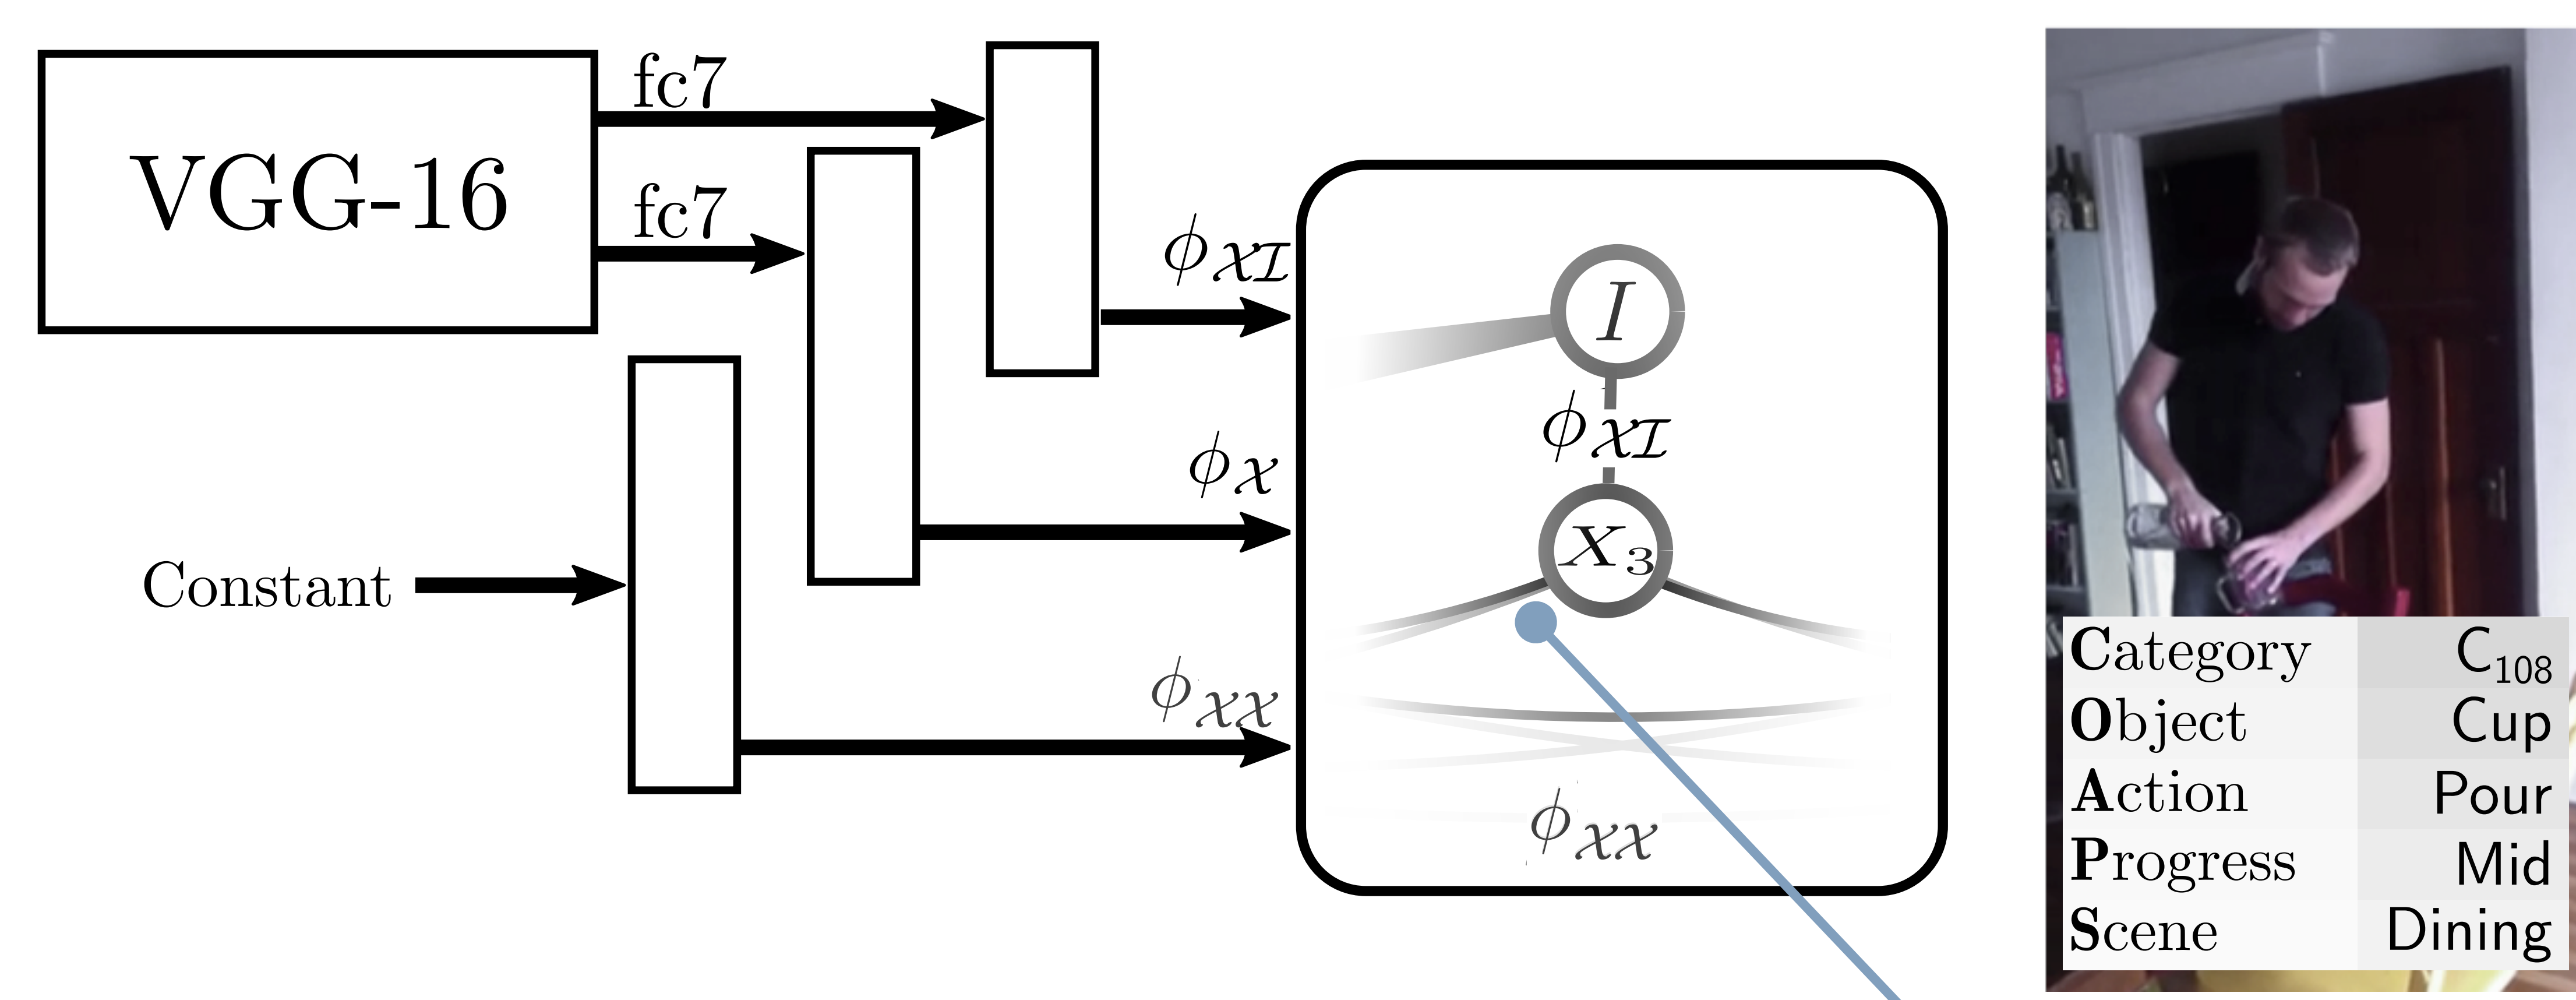 VGG-16
fc7
fc7
Constant
ϕ𝒳ℐ
ϕ𝒳
ϕ𝒳𝒳
I
ϕ𝒳ℐ
X₃
ϕ𝒳𝒳
Category C₁₀₈
Object Cup
Action Pour
Progress Mid
Scene Dining